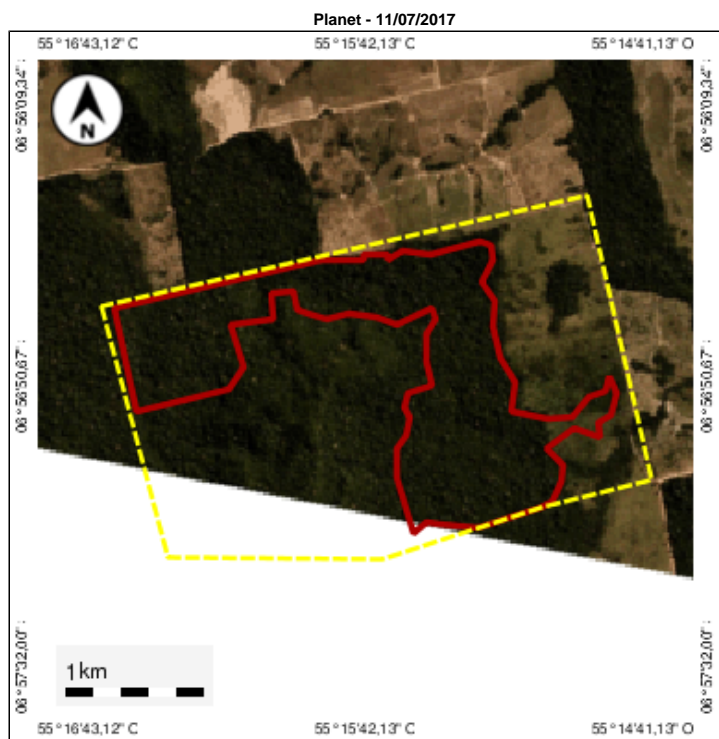 Planet - 11/07/2017
55°16'43,12" C 55°15'42,13" C 55°14'41,13" O
06°56'09,34" : 06°56'09,34" :
N
06°56'50,67" : 06°56'50,67" :
06°57'32,00" : 06°57'32,00" :
1km
55°16'43,12" C 55°15'42,13" C 55°14'41,13" O